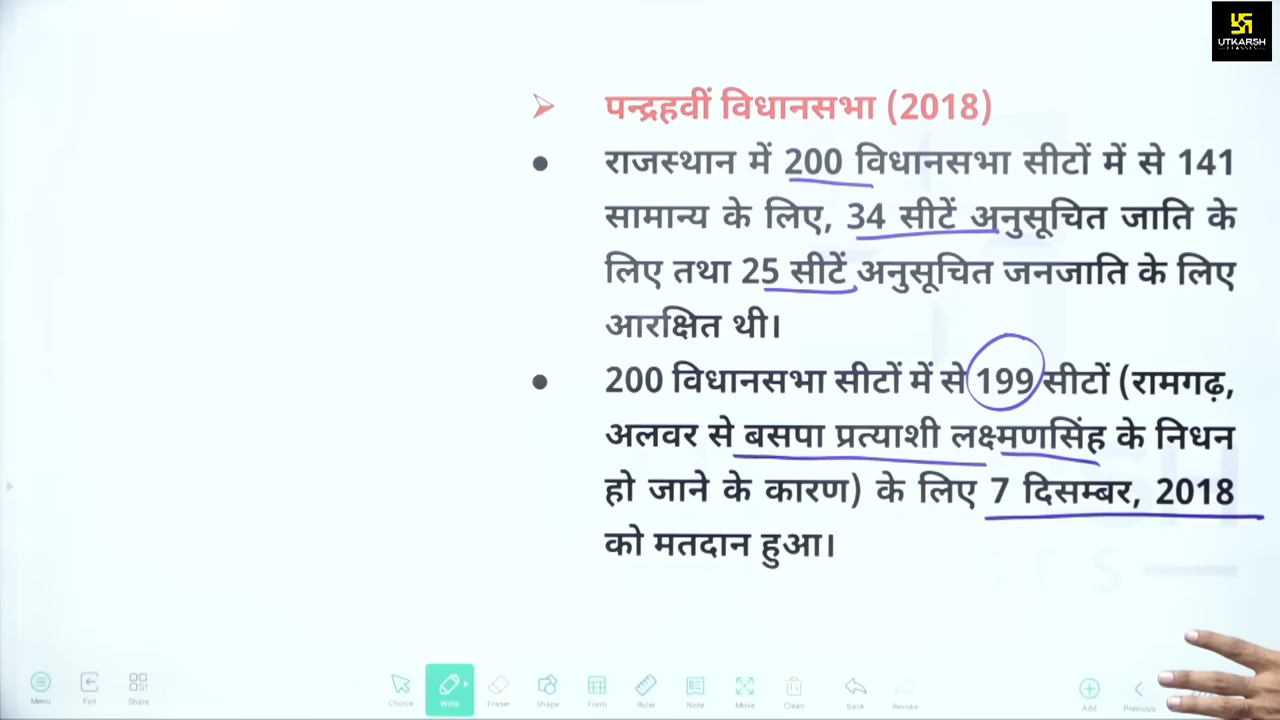 UTKARSH
CLASSES
पन्द्रहवीं विधानसभा (2018)
राजस्थान में 200 विधानसभा सीटों में से 141
सामान्य के लिए, 34 सीटें अनुसूचित जाति के
लिए तथा 25 सीटें अनुसूचित जनजाति के लिए
आरक्षित थी।
200 विधानसभा सीटों में से 199 सीटों (रामगढ़,
अलवर से बसपा प्रत्याशी लक्ष्मणसिंह के निधन
हो जाने के कारण) के लिए 7 दिसम्बर, 2018
को मतदान हुआ।
Menu Exit Share Choice Write Eraser Shape Form Ruler Note Move Clean Back Revoke Add Previous